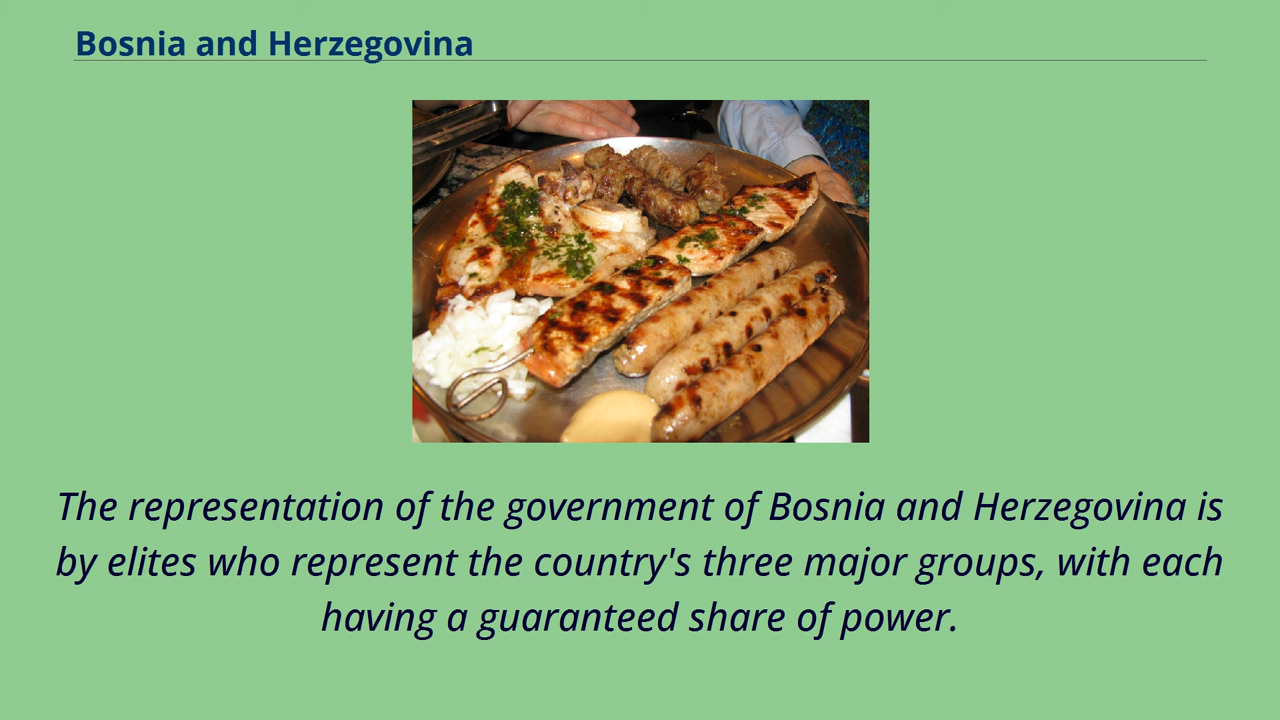 Bosnia and Herzegovina
The representation of the government of Bosnia and Herzegovina is
by elites who represent the country's three major groups, with each
having a guaranteed share of power.